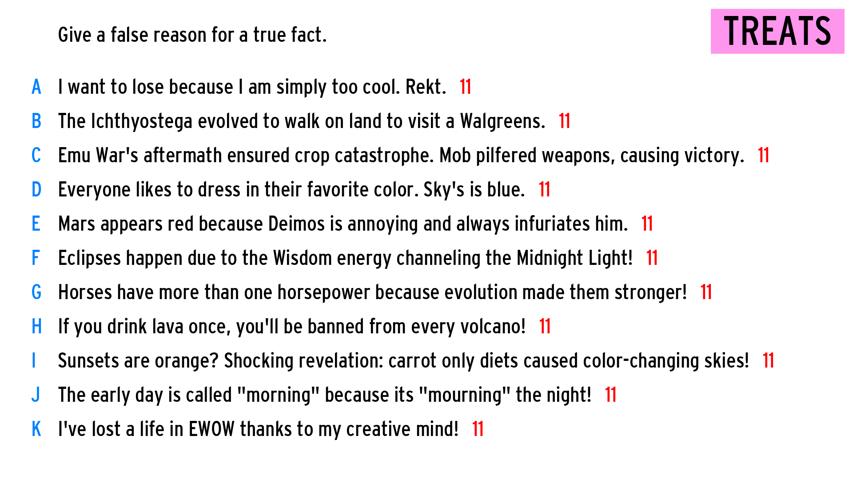 Give a false reason for a true fact.
TREATS
A I want to lose because I am simply too cool. Rekt. 11
B The Ichthyostega evolved to walk on land to visit a Walgreens. 11
C Emu War's aftermath ensured crop catastrophe. Mob pilfered weapons, causing victory. 11
D Everyone likes to dress in their favorite color. Sky's is blue. 11
E Mars appears red because Deimos is annoying and always infuriates him. 11
F Eclipses happen due to the Wisdom energy channeling the Midnight Light! 11
G Horses have more than one horsepower because evolution made them stronger! 11
H If you drink lava once, you'll be banned from every volcano! 11
I Sunsets are orange? Shocking revelation: carrot only diets caused color-changing skies! 11
J The early day is called "morning" because its "mourning" the night! 11
K I've lost a life in EWOW thanks to my creative mind! 11